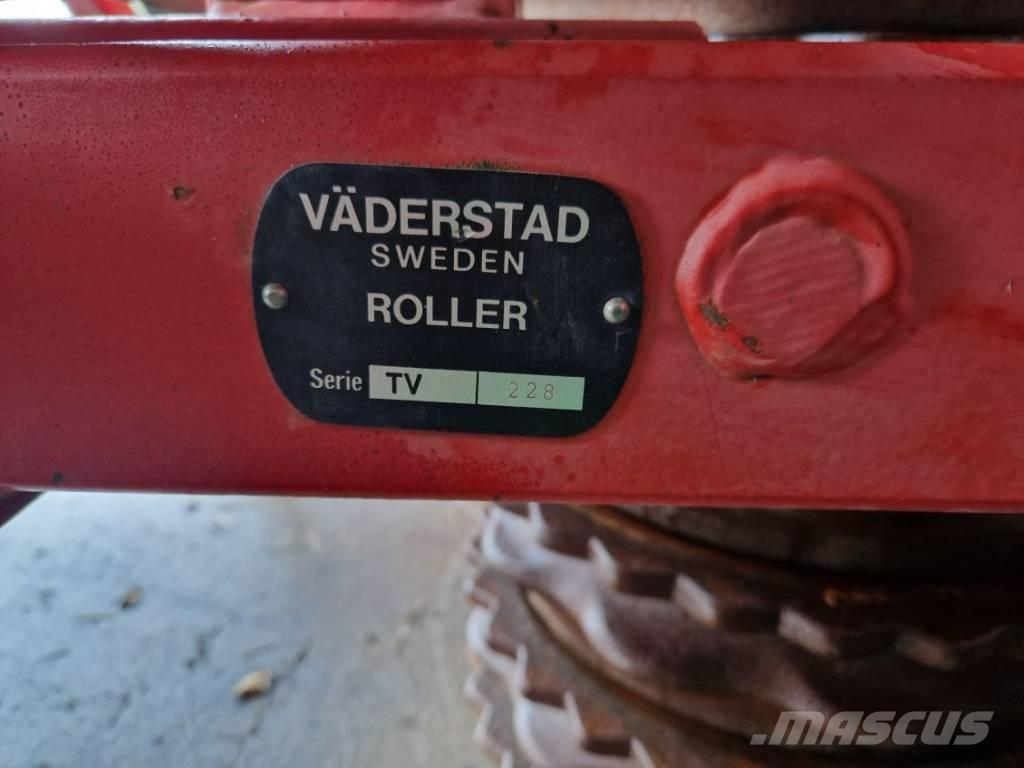 VÄDERSTAD
SWEDEN
ROLLER
Serie TV 228
MASCUS